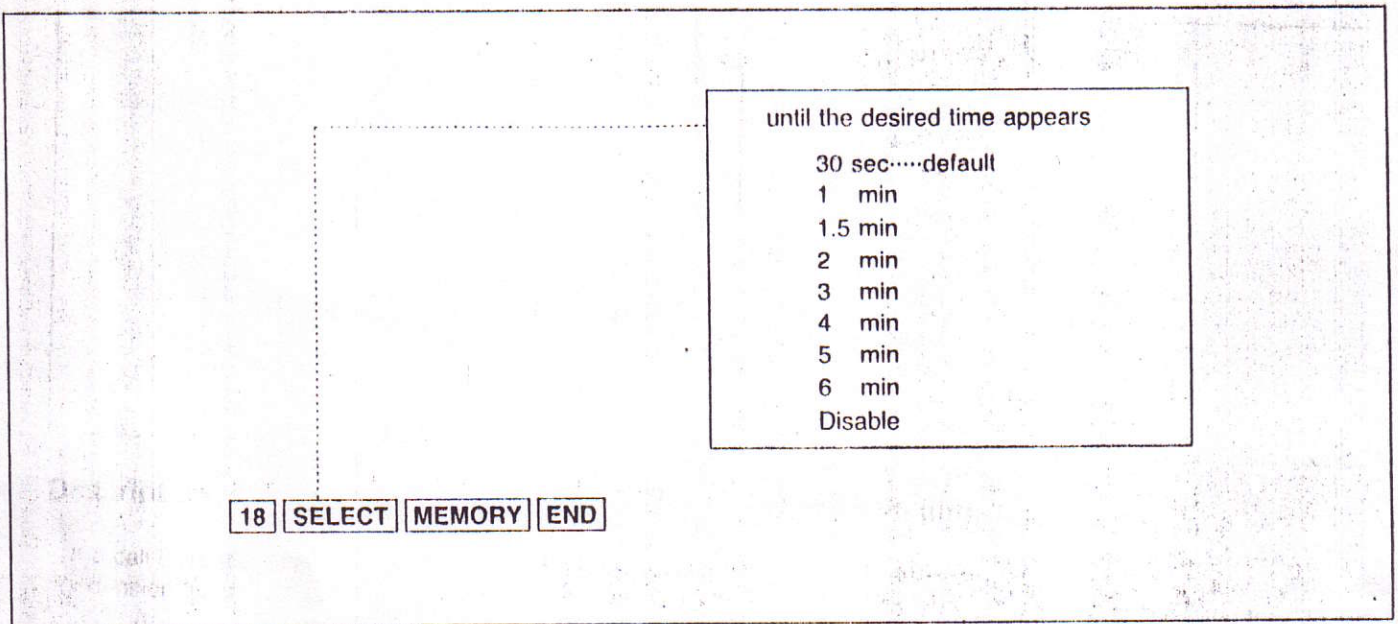 until the desired time appears
30 sec·····default
1 min
1.5 min
2 min
3 min
4 min
5 min
6 min
Disable
18 SELECT MEMORY END